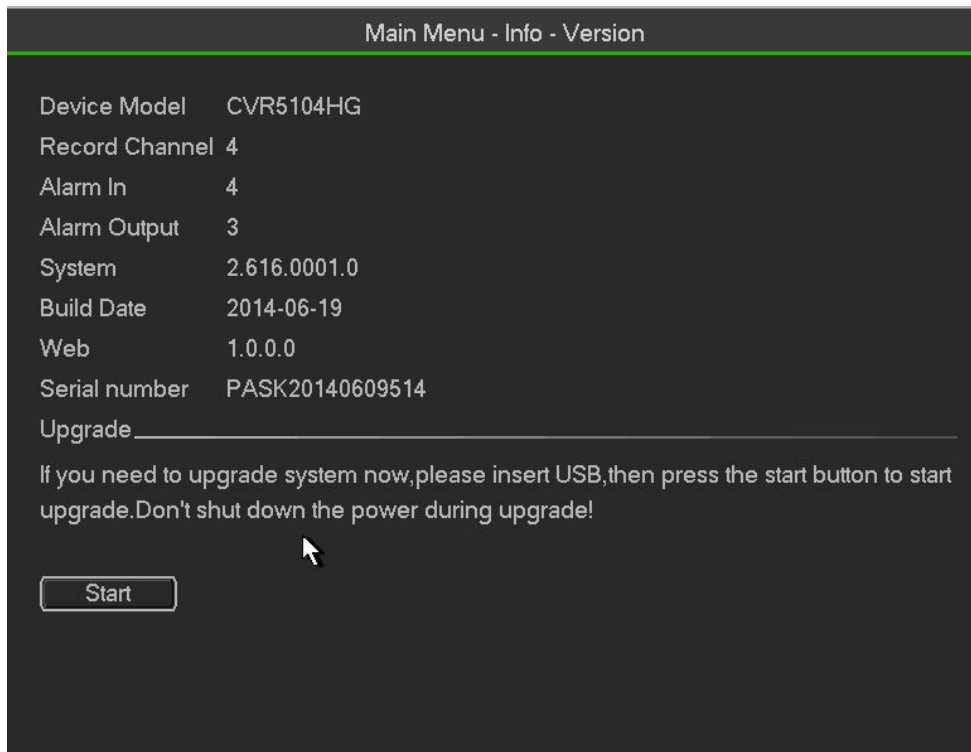 Main Menu - Info - Version
Device Model CVR5104HG
Record Channel 4
Alarm In 4
Alarm Output 3
System 2.616.0001.0
Build Date 2014-06-19
Web 1.0.0.0
Serial number PASK20140609514
Upgrade
If you need to upgrade system now,please insert USB,then press the start button to start
upgrade.Don't shut down the power during upgrade!
Start